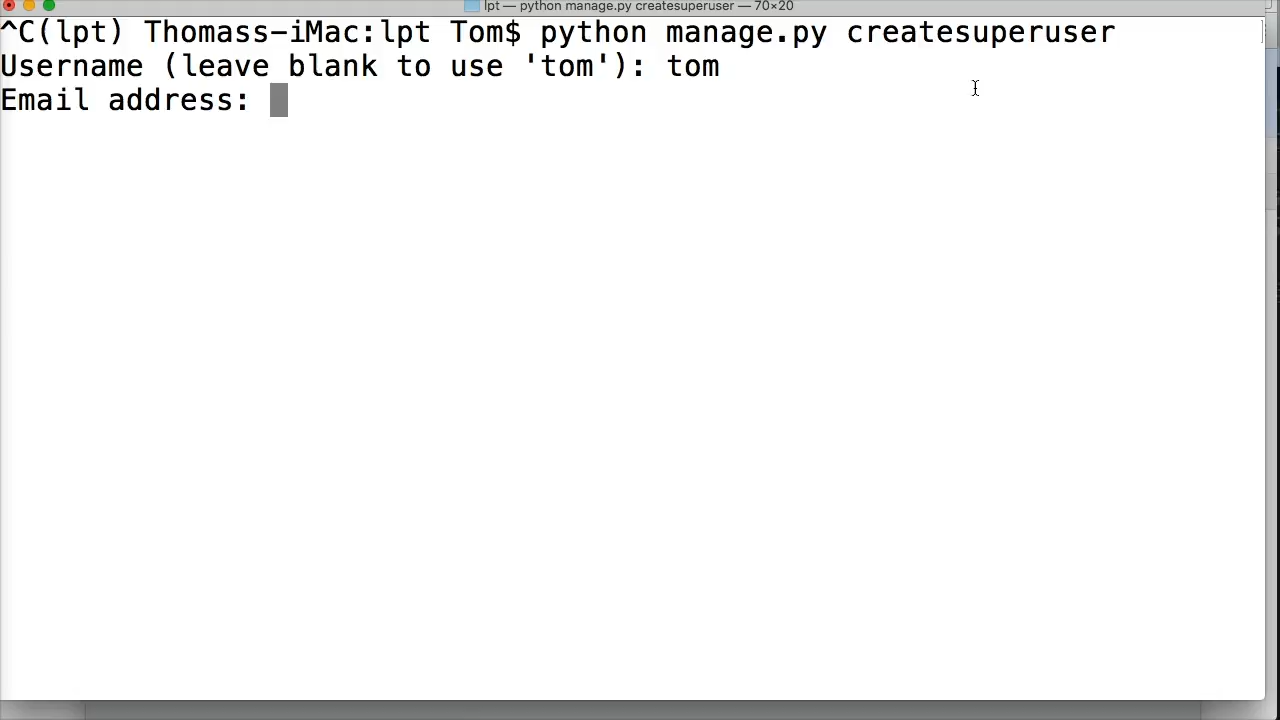 lpt — python manage.py createsuperuser — 70×20
^C(lpt) Thomass-iMac:lpt Tom$ python manage.py createsuperuser
Username (leave blank to use 'tom'): tom
Email address: